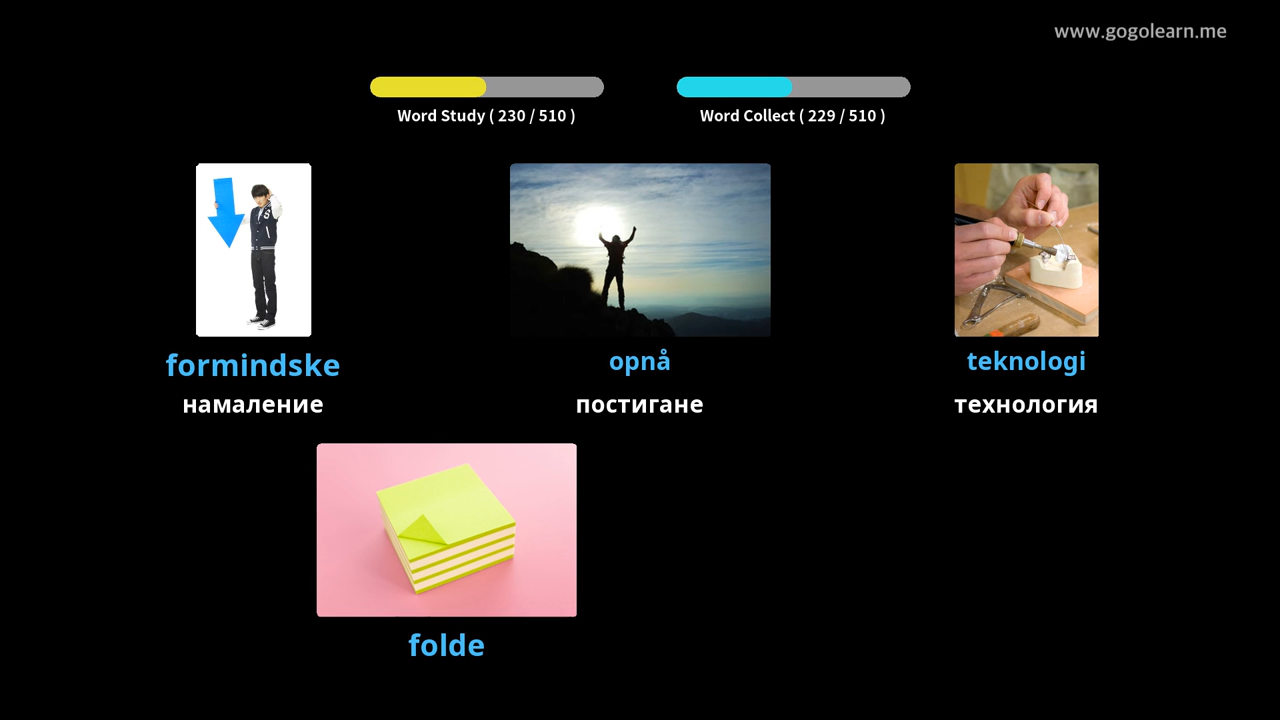 www.gogolearn.me
Word Study ( 230 / 510 )
Word Collect ( 229 / 510 )
formindske
opnå
teknologi
намаление
постигане
технология
folde